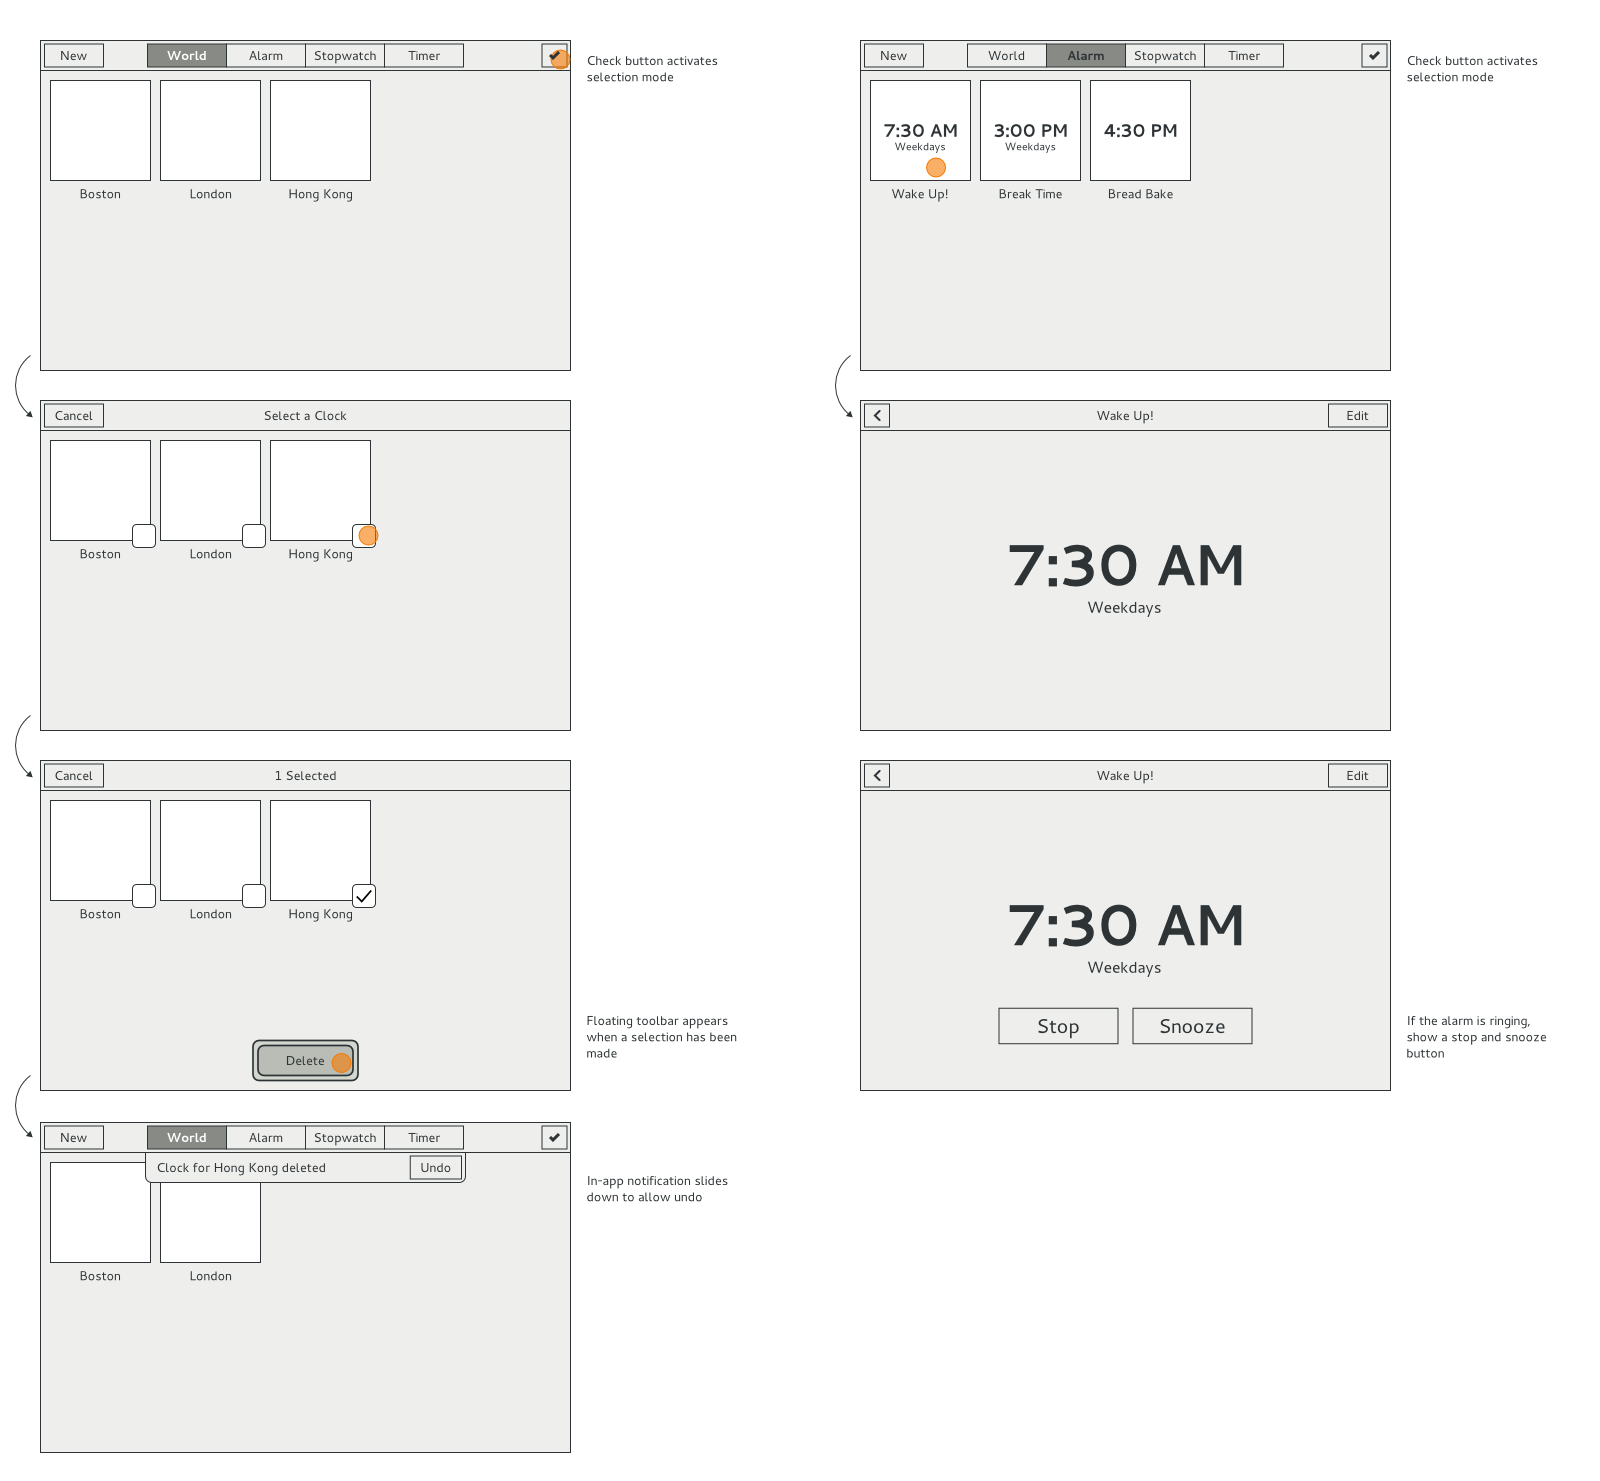 New World Alarm Stopwatch Timer
Check button activates
selection mode
Boston London Hong Kong
Cancel Select a Clock
Boston London Hong Kong
Cancel 1 Selected
Boston London Hong Kong
Floating toolbar appears
when a selection has been
made
Delete
New World Alarm Stopwatch Timer
Clock for Hong Kong deleted Undo
In-app notification slides
down to allow undo
Boston London
New World Alarm Stopwatch Timer
Check button activates
selection mode
7:30 AM 3:00 PM 4:30 PM
Weekdays Weekdays
Wake Up! Break Time Bread Bake
Wake Up! Edit
7:30 AM
Weekdays
Wake Up! Edit
7:30 AM
Weekdays
Stop Snooze
If the alarm is ringing,
show a stop and snooze
button